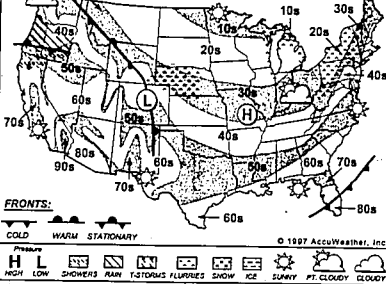 10s
30s
10s
40s
20s
20s
50s
30s
40s
L
60s
H
50s
70s
40s
80s
60s
50s
60s
70s
90s
70s
60s
80s
60s
FRONTS:
COLD WARM STATIONARY
© 1997 AccuWeather, Inc
Pressure
H L
HIGH LOW SHOWERS RAIN T-STORMS FLURRIES SNOW ICE SUNNY PT. CLOUDY CLOUDY